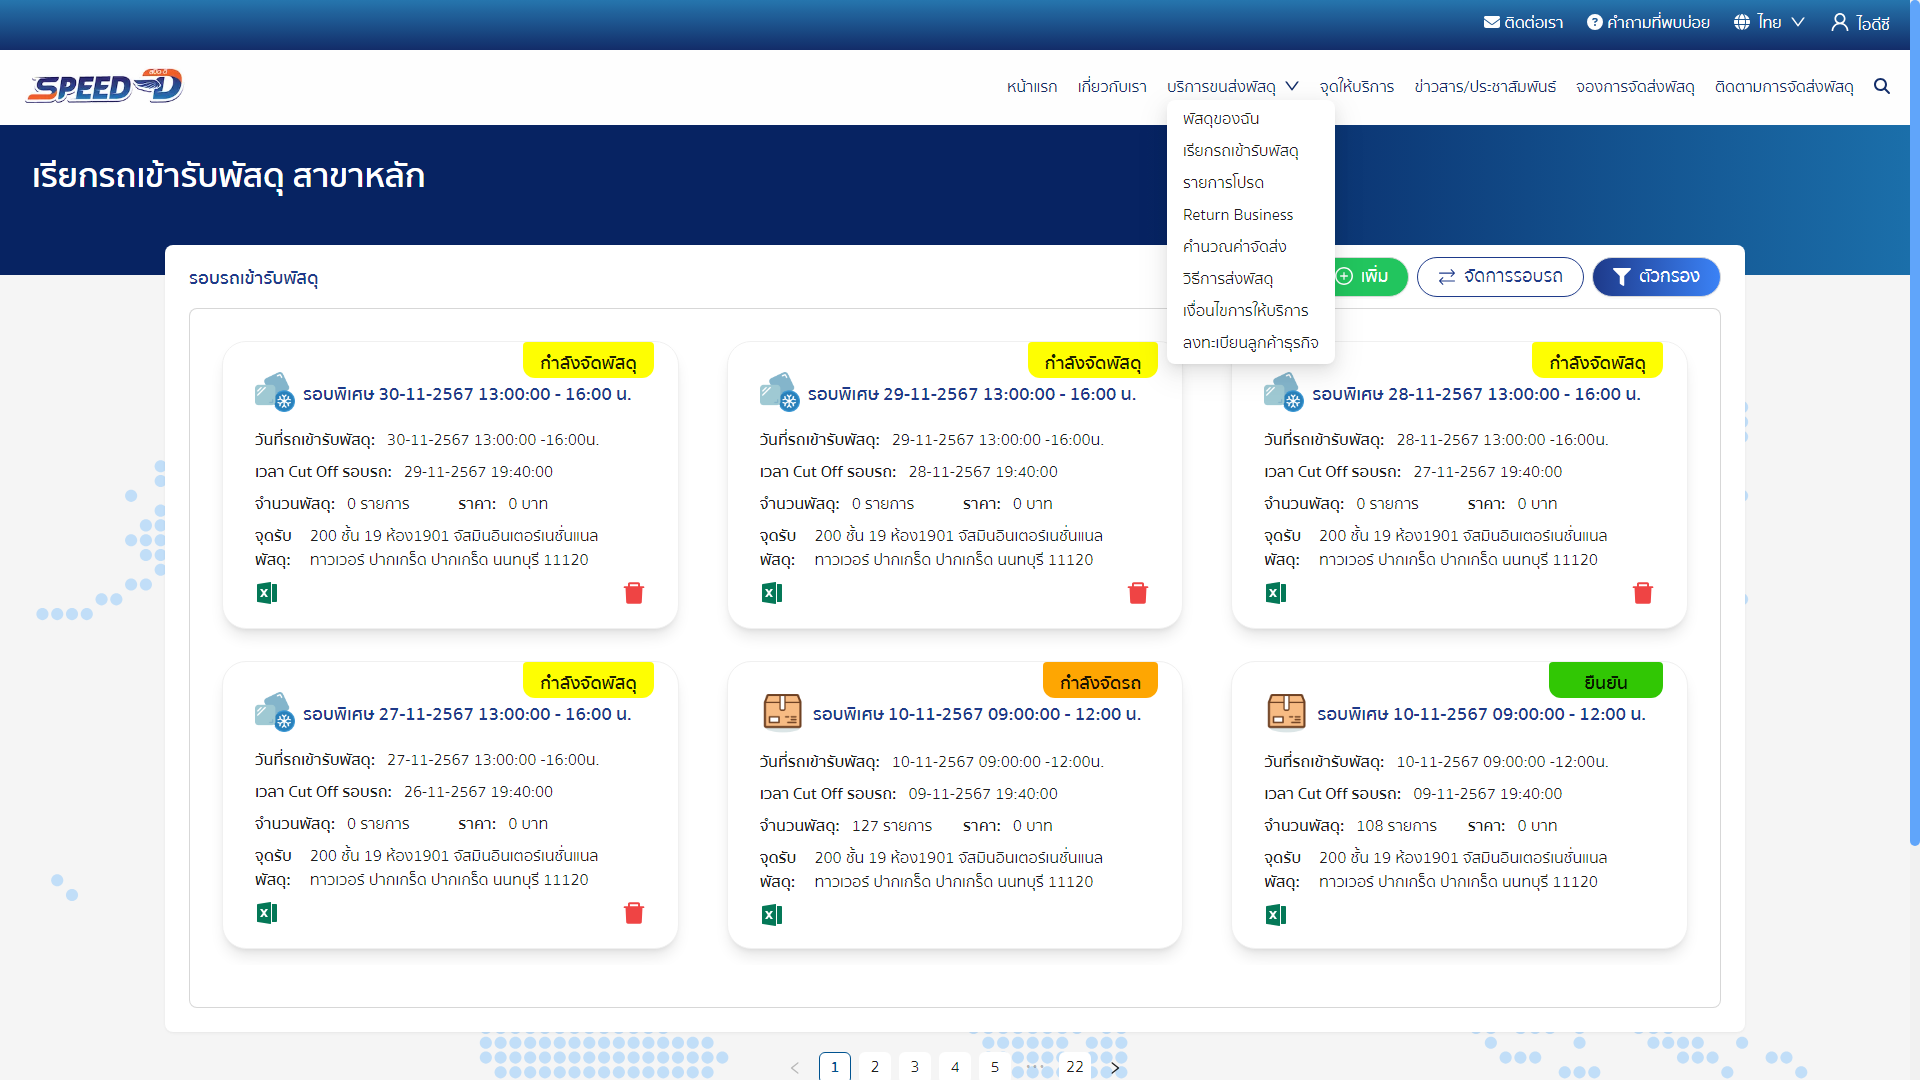 ติดต่อเรา คำถามที่พบบ่อย ไทย ไอดีซี
SPEED-D
หน้าแรก เกี่ยวกับเรา บริการขนส่งพัสดุ จุดให้บริการ ข่าวสาร/ประชาสัมพันธ์ จองการจัดส่งพัสดุ ติดตามการจัดส่งพัสดุ
พัสดุของฉัน
เรียกรถเข้ารับพัสดุ
รายการโปรด
Return Business
คำนวณค่าจัดส่ง
วิธีการส่งพัสดุ
เงื่อนไขการให้บริการ
ลงทะเบียนลูกค้าธุรกิจ
เรียกรถเข้ารับพัสดุ สาขาหลัก
รอบรถเข้ารับพัสดุ
เพิ่ม จัดการรอบรถ ตัวกรอง
กำลังจัดพัสดุ
รอบพิเศษ 30-11-2567 13:00:00 - 16:00 น.
วันที่รถเข้ารับพัสดุ: 30-11-2567 13:00:00 -16:00น.
เวลา Cut Off รอบรถ: 29-11-2567 19:40:00
จำนวนพัสดุ: 0 รายการ ราคา: 0 บาท
จุดรับพัสดุ: 200 ชั้น 19 ห้อง1901 จัสมินอินเตอร์เนชั่นแนล
ทาวเวอร์ ปากเกร็ด ปากเกร็ด นนทบุรี 11120
กำลังจัดพัสดุ
รอบพิเศษ 29-11-2567 13:00:00 - 16:00 น.
วันที่รถเข้ารับพัสดุ: 29-11-2567 13:00:00 -16:00น.
เวลา Cut Off รอบรถ: 28-11-2567 19:40:00
จำนวนพัสดุ: 0 รายการ ราคา: 0 บาท
จุดรับพัสดุ: 200 ชั้น 19 ห้อง1901 จัสมินอินเตอร์เนชั่นแนล
ทาวเวอร์ ปากเกร็ด ปากเกร็ด นนทบุรี 11120
กำลังจัดพัสดุ
รอบพิเศษ 28-11-2567 13:00:00 - 16:00 น.
วันที่รถเข้ารับพัสดุ: 28-11-2567 13:00:00 -16:00น.
เวลา Cut Off รอบรถ: 27-11-2567 19:40:00
จำนวนพัสดุ: 0 รายการ ราคา: 0 บาท
จุดรับพัสดุ: 200 ชั้น 19 ห้อง1901 จัสมินอินเตอร์เนชั่นแนล
ทาวเวอร์ ปากเกร็ด ปากเกร็ด นนทบุรี 11120
กำลังจัดพัสดุ
รอบพิเศษ 27-11-2567 13:00:00 - 16:00 น.
วันที่รถเข้ารับพัสดุ: 27-11-2567 13:00:00 -16:00น.
เวลา Cut Off รอบรถ: 26-11-2567 19:40:00
จำนวนพัสดุ: 0 รายการ ราคา: 0 บาท
จุดรับพัสดุ: 200 ชั้น 19 ห้อง1901 จัสมินอินเตอร์เนชั่นแนล
ทาวเวอร์ ปากเกร็ด ปากเกร็ด นนทบุรี 11120
กำลังจัดรถ
รอบพิเศษ 10-11-2567 09:00:00 - 12:00 น.
วันที่รถเข้ารับพัสดุ: 10-11-2567 09:00:00 -12:00น.
เวลา Cut Off รอบรถ: 09-11-2567 19:40:00
จำนวนพัสดุ: 127 รายการ ราคา: 0 บาท
จุดรับพัสดุ: 200 ชั้น 19 ห้อง1901 จัสมินอินเตอร์เนชั่นแนล
ทาวเวอร์ ปากเกร็ด ปากเกร็ด นนทบุรี 11120
ยืนยัน
รอบพิเศษ 10-11-2567 09:00:00 - 12:00 น.
วันที่รถเข้ารับพัสดุ: 10-11-2567 09:00:00 -12:00น.
เวลา Cut Off รอบรถ: 09-11-2567 19:40:00
จำนวนพัสดุ: 108 รายการ ราคา: 0 บาท
จุดรับพัสดุ: 200 ชั้น 19 ห้อง1901 จัสมินอินเตอร์เนชั่นแนล
ทาวเวอร์ ปากเกร็ด ปากเกร็ด นนทบุรี 11120
1 2 3 4 5 ••• 22